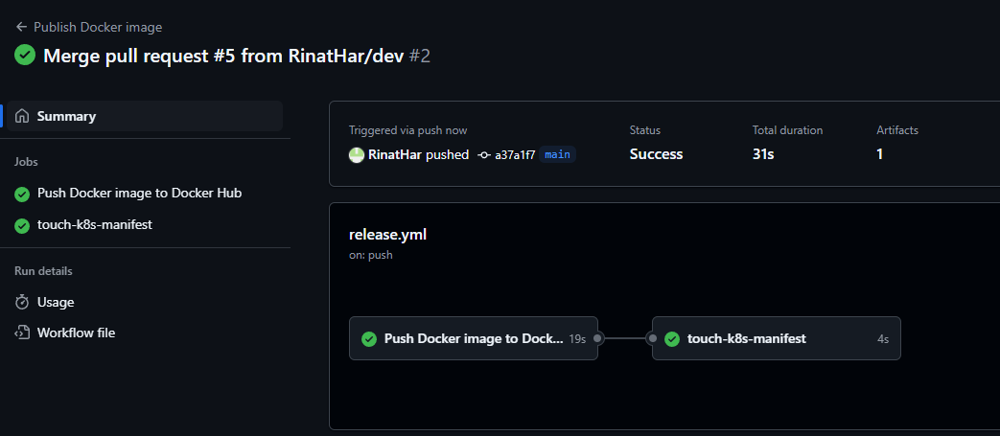 Publish Docker image
Merge pull request #5 from RinatHar/dev #2
Summary
Jobs
Push Docker image to Docker Hub
touch-k8s-manifest
Run details
Usage
Workflow file
Triggered via push now
RinatHar pushed a37a1f7 main
Status
Success
Total duration
31s
Artifacts
1
release.yml
on: push
Push Docker image to Dock... 19s
touch-k8s-manifest 4s